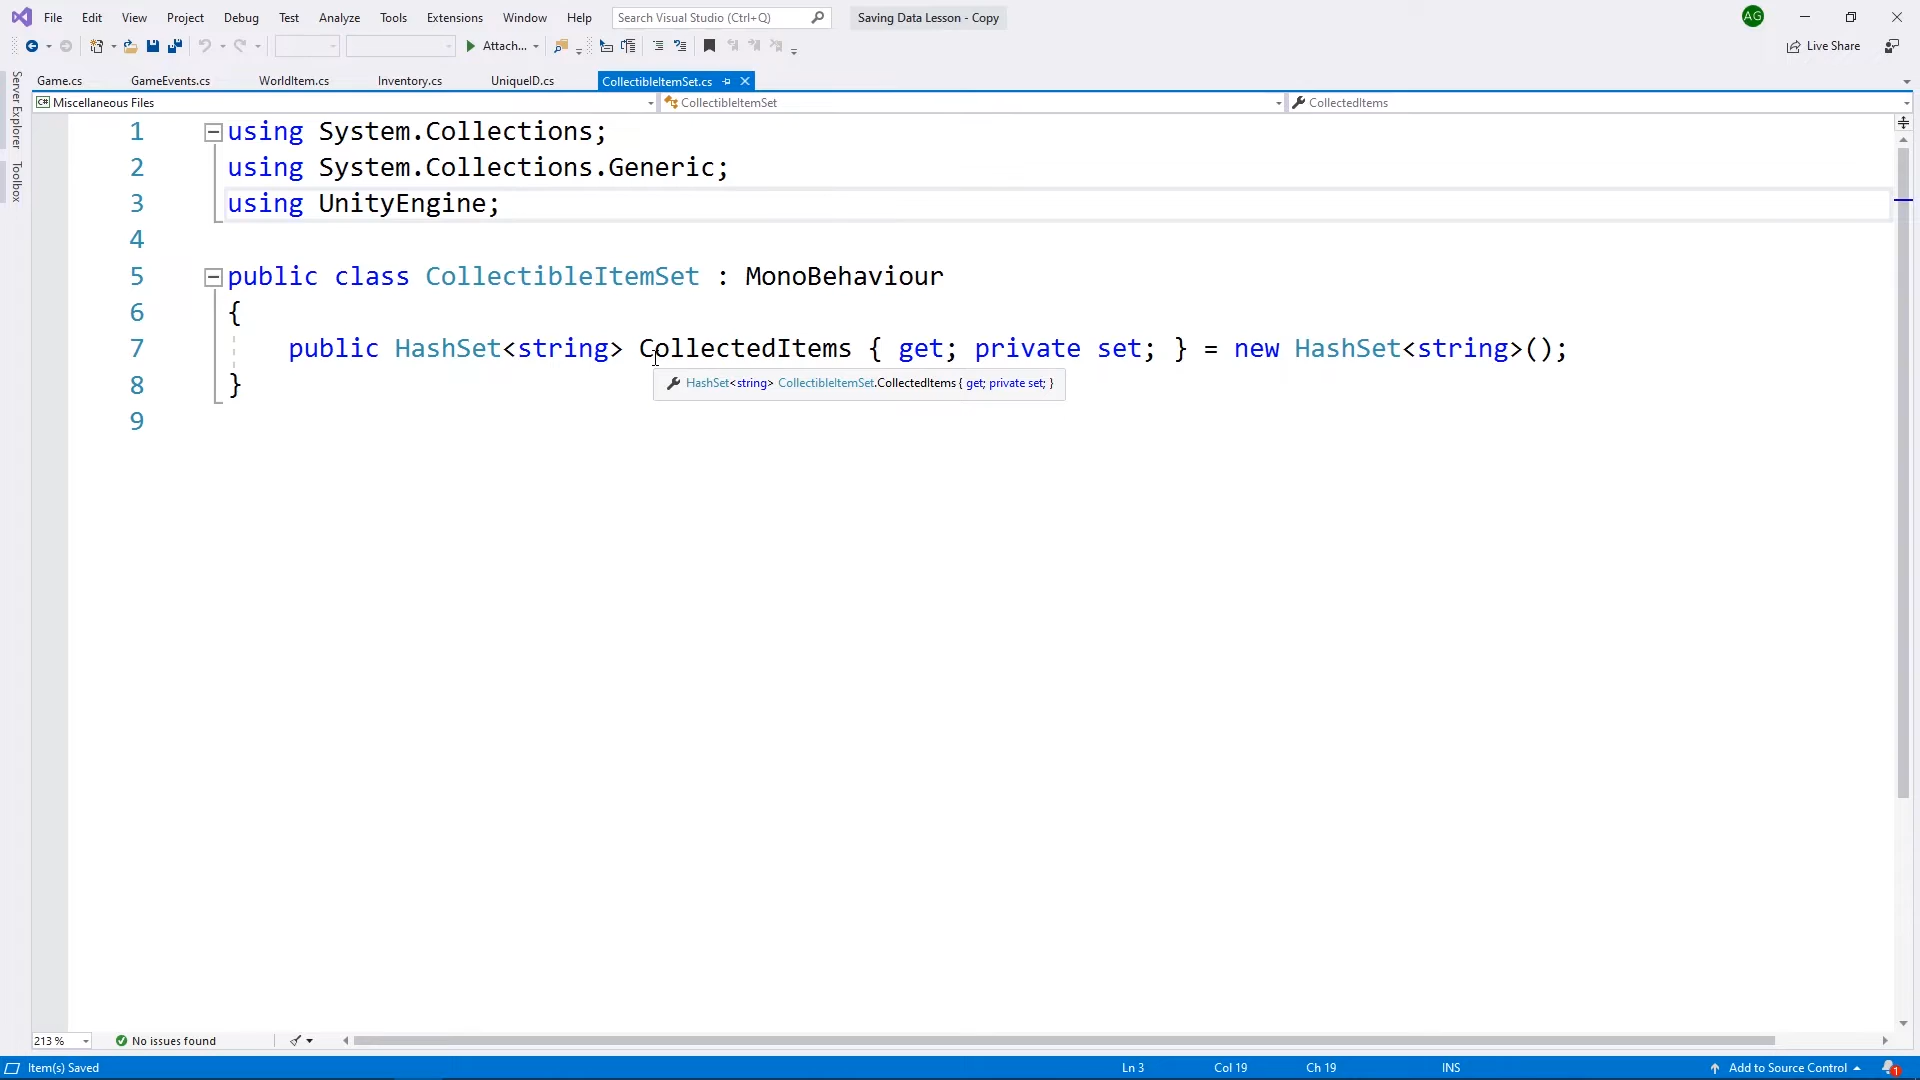 File Edit View Project Debug Test Analyze Tools Extensions Window Help Search Visual Studio (Ctrl+Q) Saving Data Lesson - Copy AG
Attach... Live Share
Game.cs GameEvents.cs WorldItem.cs Inventory.cs UniqueID.cs CollectibleItemSet.cs
C# Miscellaneous Files CollectibleItemSet CollectedItems
Server Explorer
Toolbox
1 using System.Collections;
2 using System.Collections.Generic;
3 using UnityEngine;
4
5 public class CollectibleItemSet : MonoBehaviour
6 {
7 public HashSet<string> CollectedItems { get; private set; } = new HashSet<string>();
HashSet<string> CollectibleItemSet.CollectedItems { get; private set; }
8 }
9
213 % No issues found
Item(s) Saved Ln 3 Col 19 Ch 19 INS Add to Source Control 1